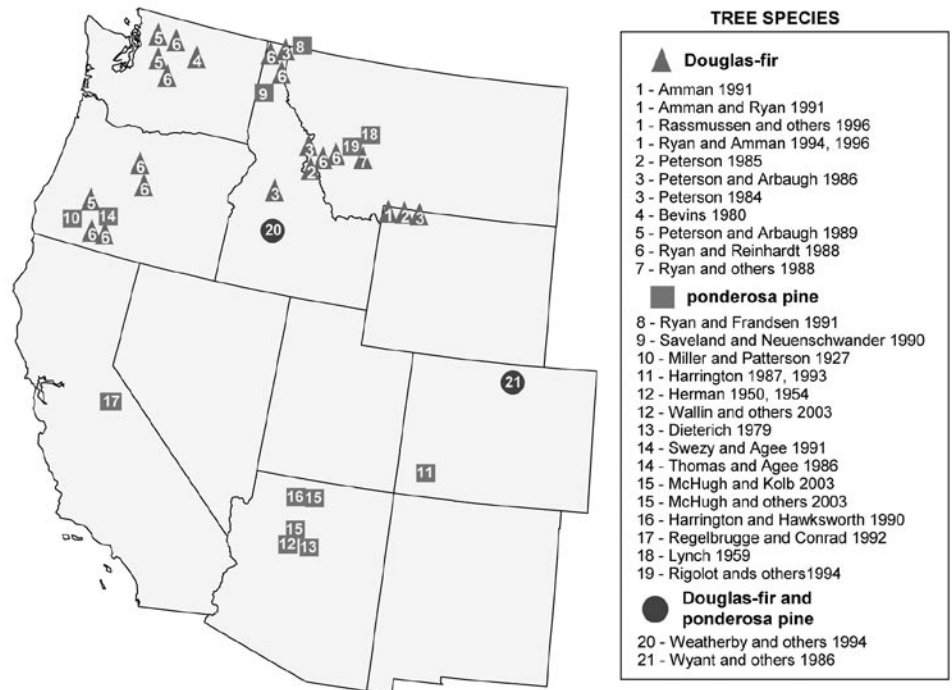 TREE SPECIES
Douglas-fir
1 - Amman 1991
1 - Amman and Ryan 1991
1 - Rassmussen and others 1996
1 - Ryan and Amman 1994, 1996
2 - Peterson 1985
3 - Peterson and Arbaugh 1986
3 - Peterson 1984
4 - Bevins 1980
5 - Peterson and Arbaugh 1989
6 - Ryan and Reinhardt 1988
7 - Ryan and others 1988
ponderosa pine
8 - Ryan and Frandsen 1991
9 - Saveland and Neuenschwander 1990
10 - Miller and Patterson 1927
11 - Harrington 1987, 1993
12 - Herman 1950, 1954
12 - Wallin and others 2003
13 - Dieterich 1979
14 - Swezy and Agee 1991
14 - Thomas and Agee 1986
15 - McHugh and Kolb 2003
15 - McHugh and others 2003
16 - Harrington and Hawksworth 1990
17 - Regelbrugge and Conrad 1992
18 - Lynch 1959
19 - Rigolot ands others1994
Douglas-fir and
ponderosa pine
20 - Weatherby and others 1994
21 - Wyant and others 1986
5 6
5 4
6
6 3 8
6
9
18
3 6 6 19 7
2
3
20
1 2 3
6
6
5
10 14
6 6
17
21
11
16 15
15
12 13